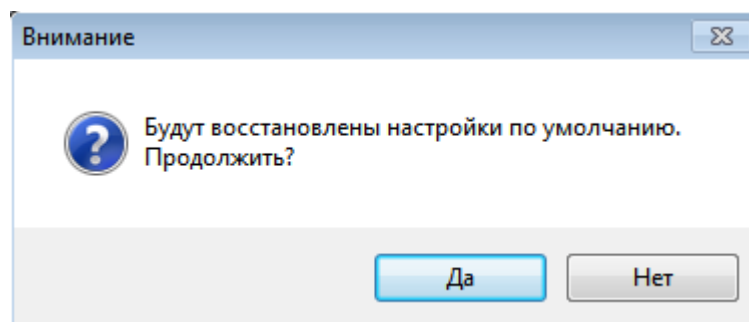 Внимание
Будут восстановлены настройки по умолчанию.
Продолжить?
Да
Нет